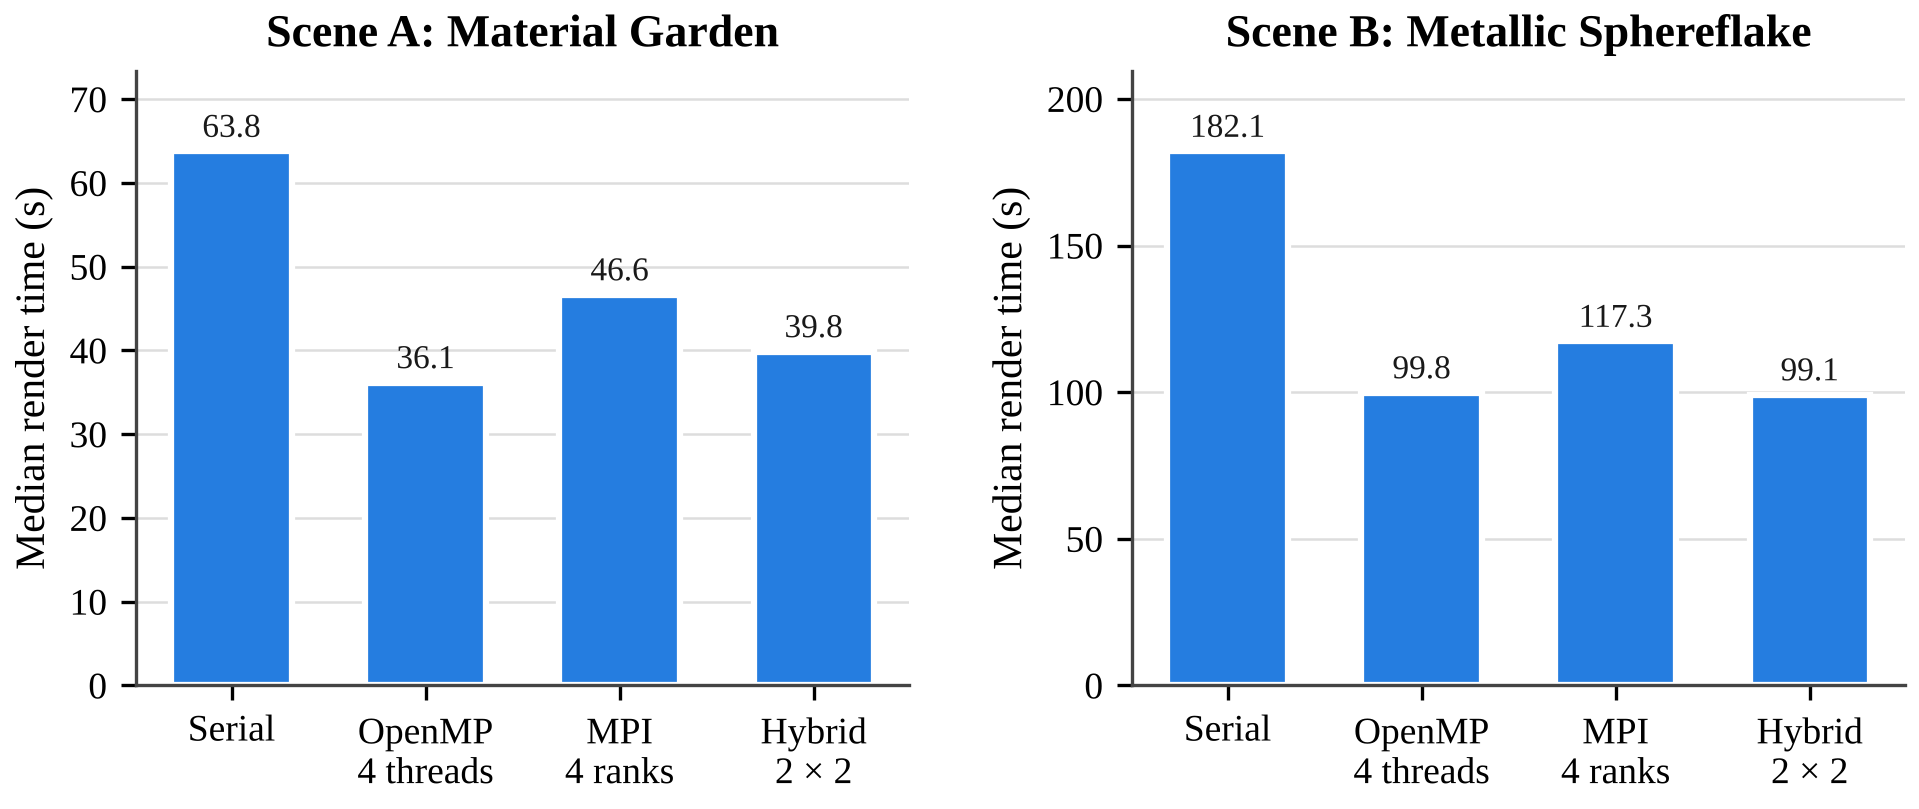 Scene A: Material Garden
Median render time (s)
70
60
50
40
30
20
10
0
63.8
36.1
46.6
39.8
Serial
OpenMP
4 threads
MPI
4 ranks
Hybrid
2 × 2
Scene B: Metallic Sphereflake
Median render time (s)
200
150
100
50
0
182.1
99.8
117.3
99.1
Serial
OpenMP
4 threads
MPI
4 ranks
Hybrid
2 × 2